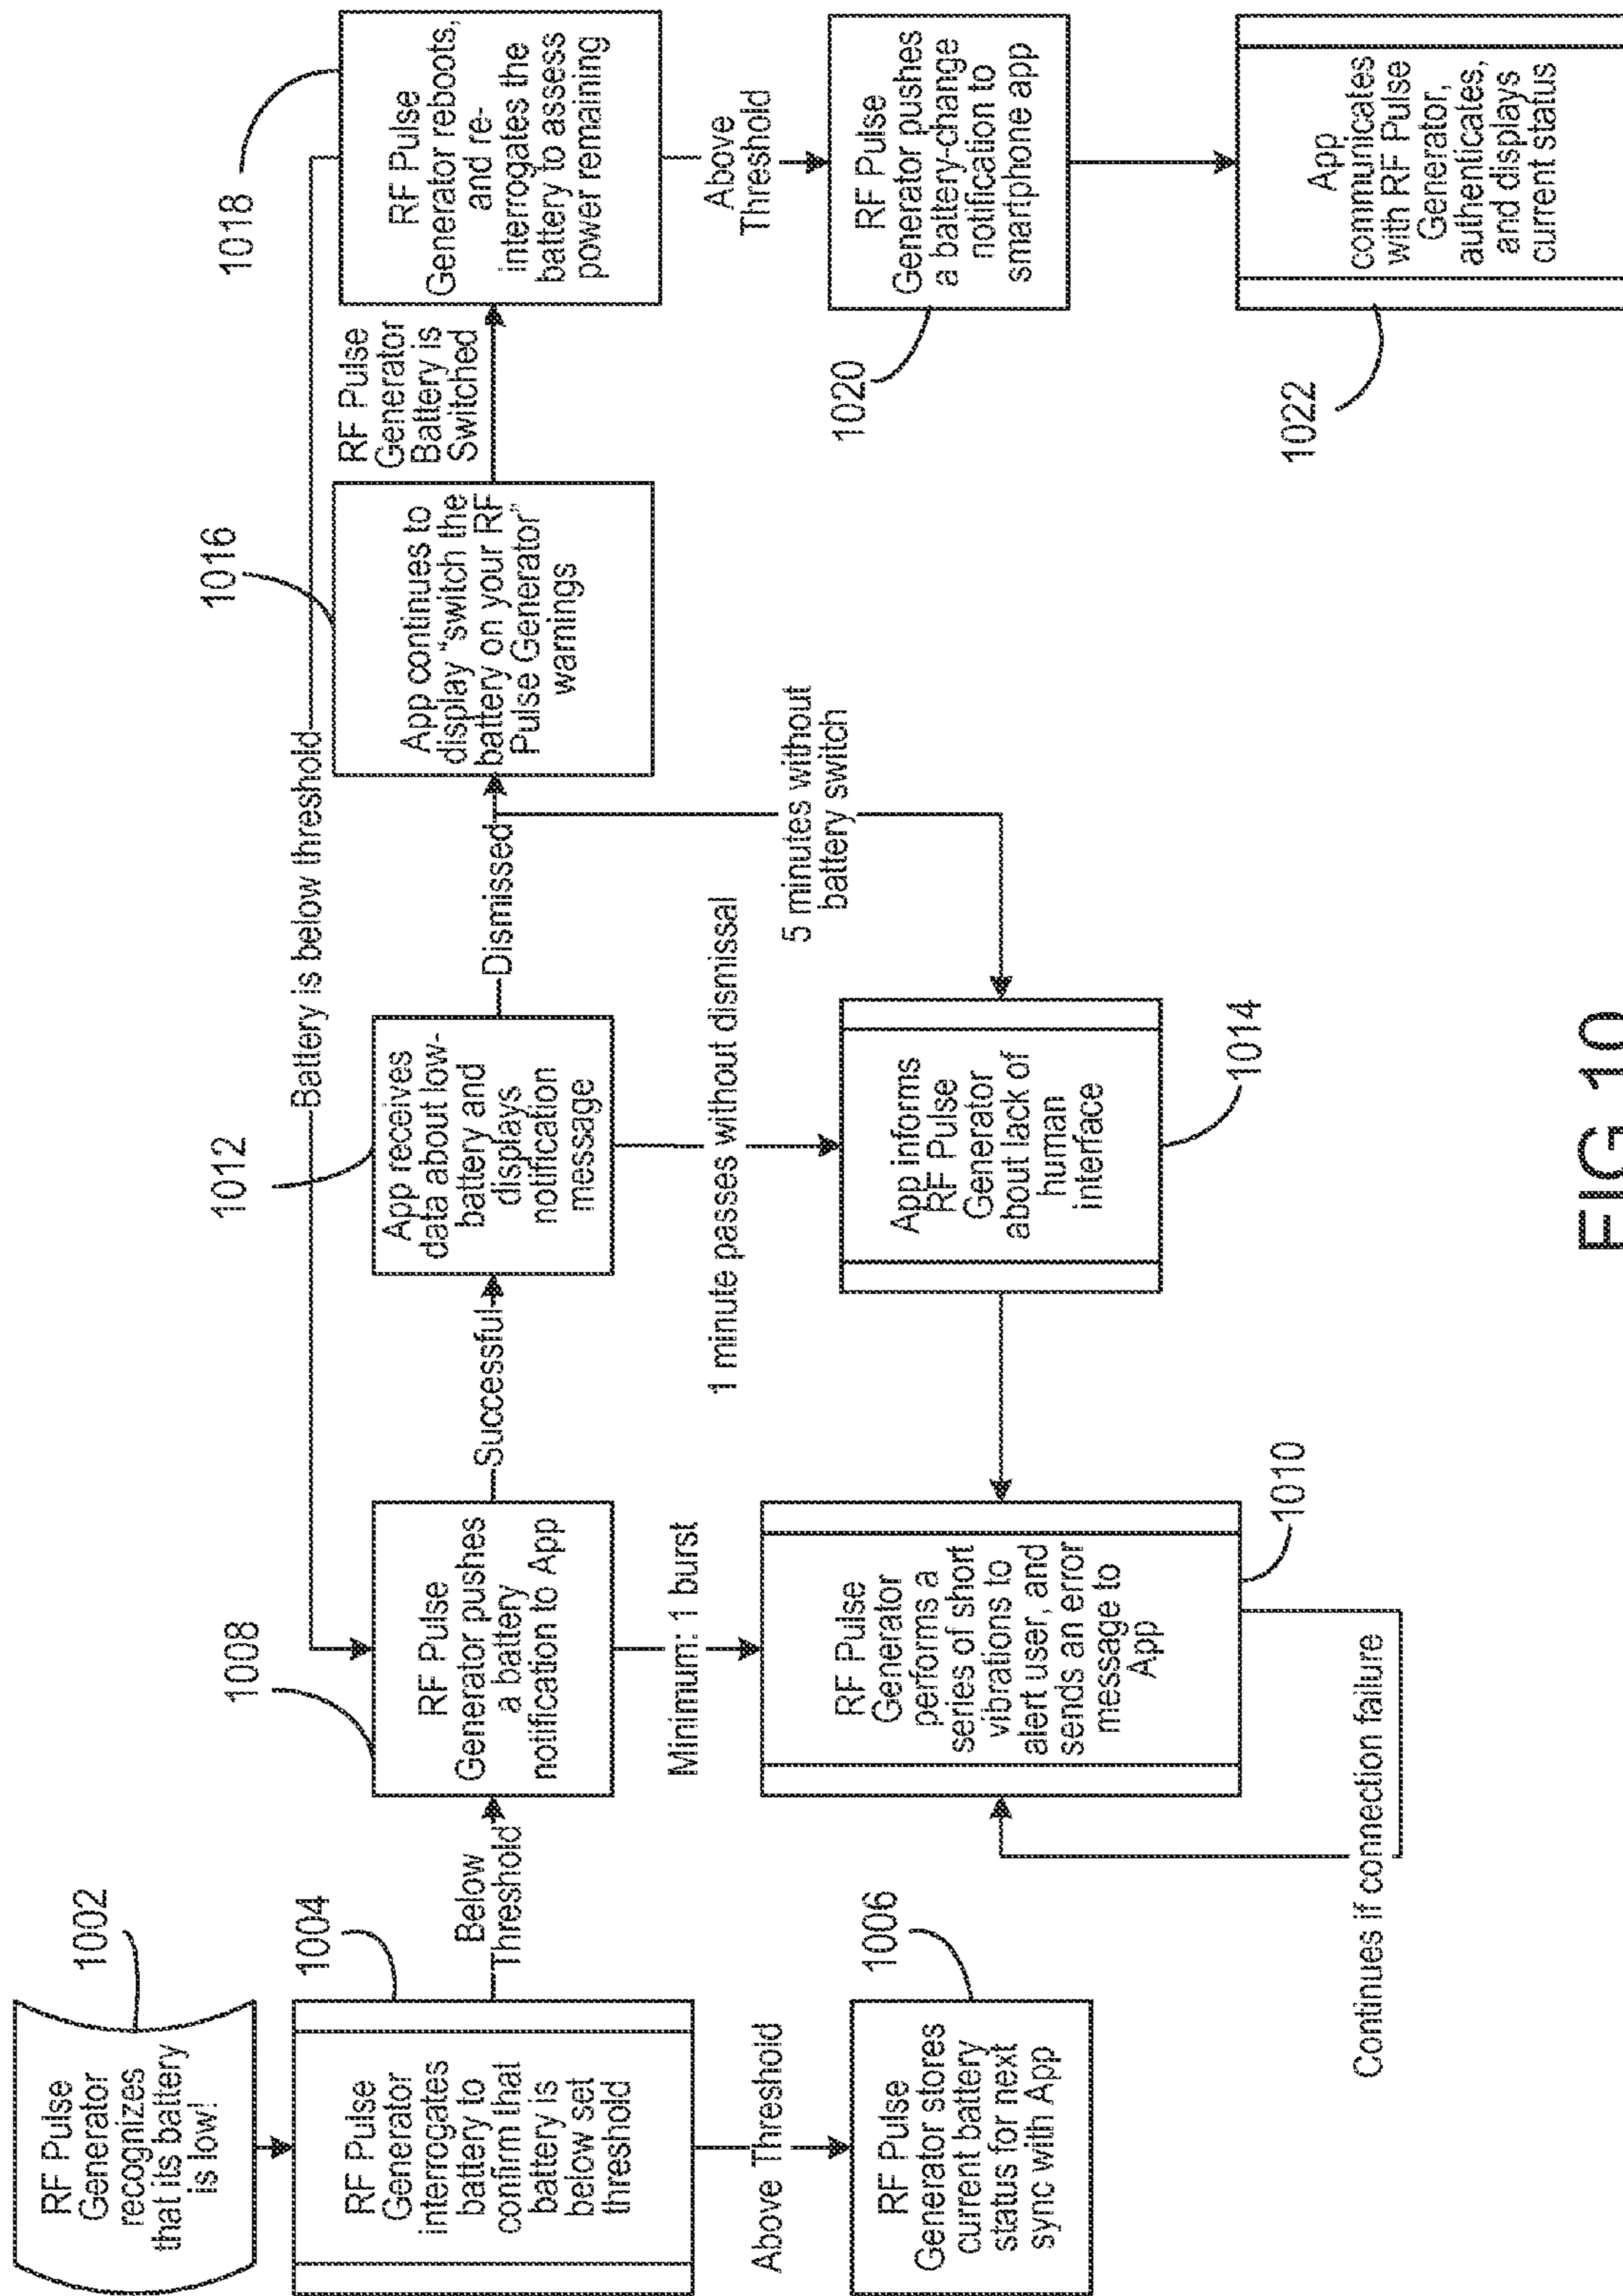 RF Pulse
Generator
recognizes
that its battery
is low!
1002
RF Pulse
Generator
interrogates
battery to
confirm that
battery is
below set
threshold
1004
Below
Threshold
Above Threshold
RF Pulse
Generator stores
current battery
status for next
sync with App
1006
RF Pulse
Generator pushes
a battery
notification to App
1008
Successful
Minimum: 1 burst
RF Pulse
Generator
performs a
series of short
vibrations to
alert user, and
sends an error
message to
App
1010
Continues if connection failure
Battery is below threshold
App receives
data about low-
battery and
displays
notification
message
1012
Dismissed
1 minute passes without dismissal
App informs
RF Pulse
Generator
about lack of
human
interface
1014
5 minutes without
battery switch
App continues to
display "switch the
battery on your RF
Pulse Generator"
warnings
1016
RF Pulse
Generator
Battery is
Switched
RF Pulse
Generator reboots,
and re-
interrogates the
battery to assess
power remaining
1018
Above
Threshold
RF Pulse
Generator pushes
a battery-change
notification to
smartphone app
1020
App
communicates
with RF Pulse
Generator,
authenticates,
and displays
current status
1022
FIG 10